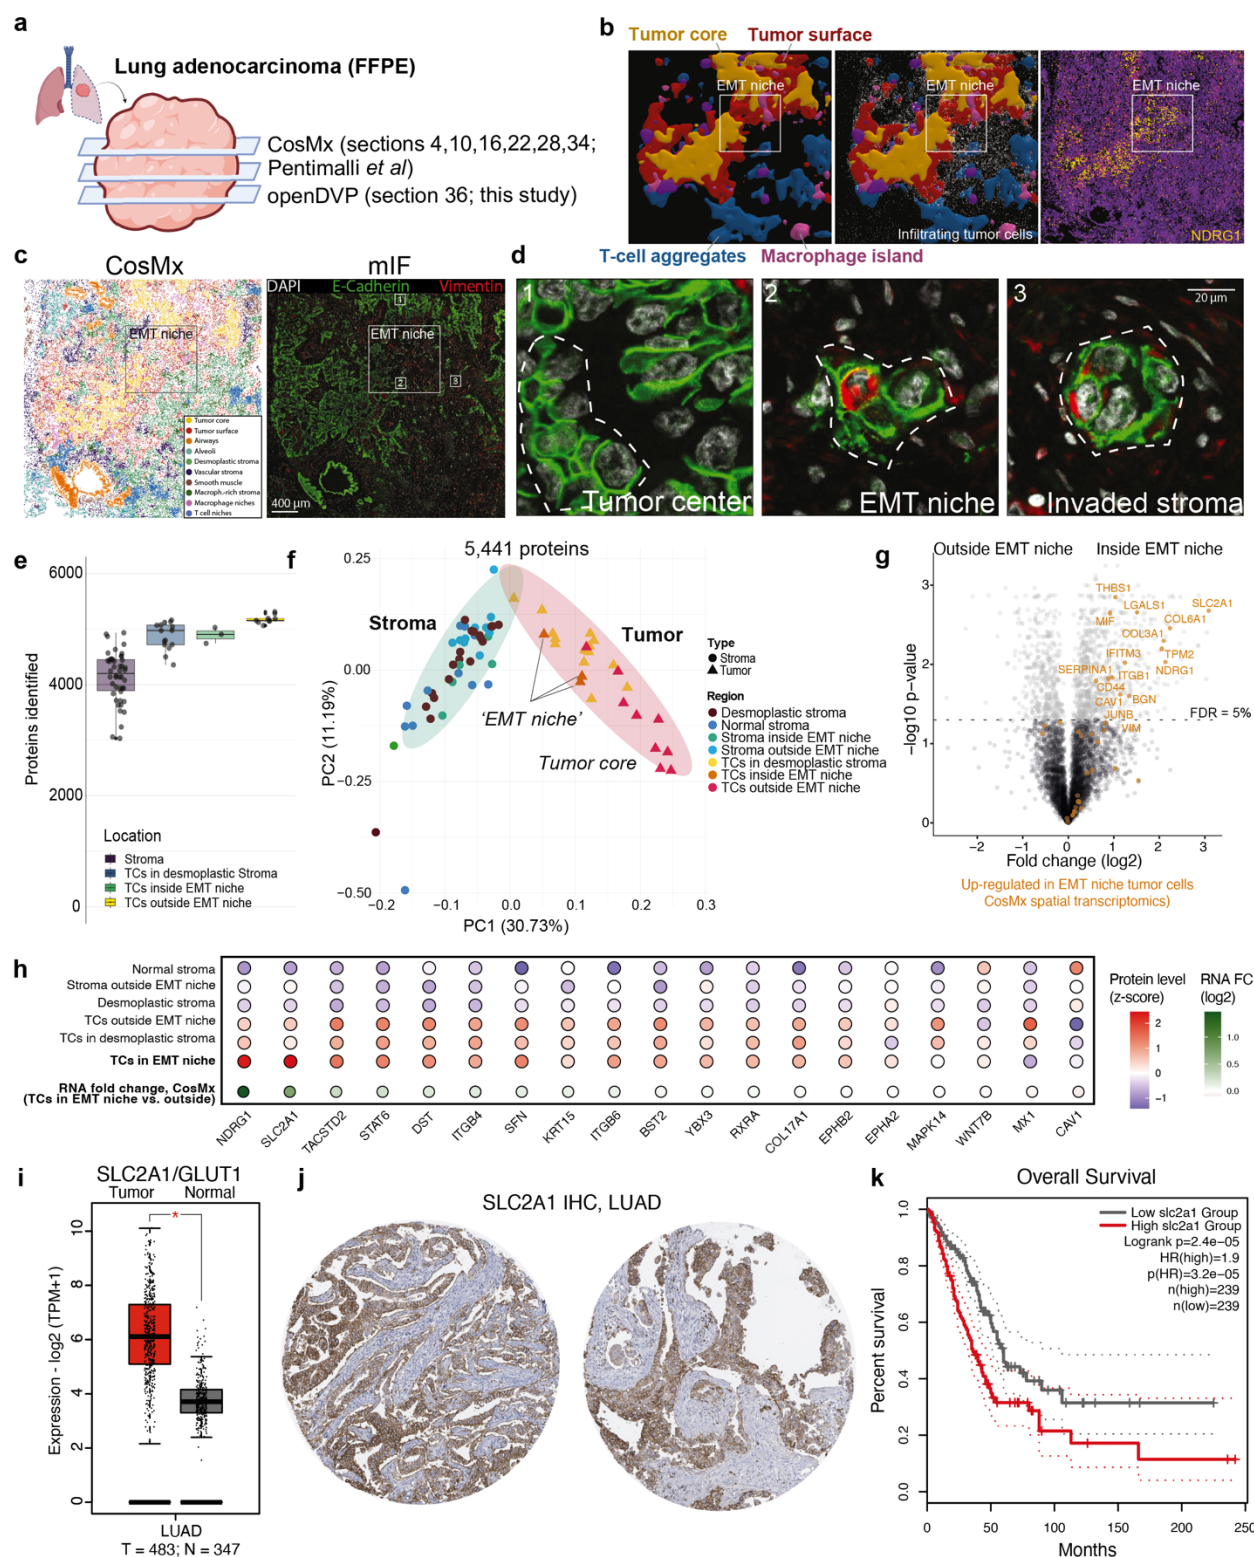 a
Lung adenocarcinoma (FFPE)
CosMx (sections 4,10,16,22,28,34;
Pentimalli et al)
openDVP (section 36; this study)
b
Tumor core Tumor surface
EMT niche
EMT niche
EMT niche
Infiltrating tumor cells
NDRG1
T-cell aggregates Macrophage island
c
CosMx
mIF
DAPI E-Cadherin Vimentin
EMT niche
EMT niche
1
2
3
Tumor core
Tumor surface
Airways
Alveoli
Desmoplastic stroma
Vascular stroma
Smooth muscle
Macroph.-rich stroma
Macrophage niches
T cell niches
400 µm
d
1
2
3
20 µm
Tumor center
EMT niche
Invaded stroma
e
Proteins identified
6000
4000
2000
0
Location
Stroma
TCs in desmoplastic Stroma
TCs inside EMT niche
TCs outside EMT niche
f
5,441 proteins
PC2 (11.19%)
0.25
0.00
−0.25
−0.50
Stroma
Tumor
'EMT niche'
Tumor core
−0.2 −0.1 0.0 0.1 0.2 0.3
PC1 (30.73%)
Type
Stroma
Tumor
Region
Desmoplastic stroma
Normal stroma
Stroma inside EMT niche
Stroma outside EMT niche
TCs in desmoplastic stroma
TCs inside EMT niche
TCs outside EMT niche
g
Outside EMT niche Inside EMT niche
−log10 p−value
3
2
1
0
THBS1
LGALS1
SLC2A1
MIF
COL6A1
COL3A1
IFITM3
TPM2
SERPINA1
ITGB1
NDRG1
CD44
CAV1
BGN
JUNB
VIM
FDR = 5%
−2 −1 0 1 2 3
Fold change (log2)
Up-regulated in EMT niche tumor cells
CosMx spatial transcriptomics)
h
Normal stroma
Stroma outside EMT niche
Desmoplastic stroma
TCs outside EMT niche
TCs in desmoplastic stroma
TCs in EMT niche
RNA fold change, CosMx
(TCs in EMT niche vs. outside)
NDRG1 SLC2A1 TACSTD2 STAT6 DST ITGB4 SFN KRT15 ITGB6 BST2 YBX3 RXRA COL17A1 EPHB2 EPHA2 MAPK14 WNT7B MX1 CAV1
Protein level
(z-score)
2
1
0
−1
RNA FC
(log2)
1.0
0.5
0.0
i
SLC2A1/GLUT1
Tumor Normal
*
Expression - log2 (TPM+1)
10
8
6
4
2
0
LUAD
T = 483; N = 347
j
SLC2A1 IHC, LUAD
k
Overall Survival
Low slc2a1 Group
High slc2a1 Group
Logrank p=2.4e−05
HR(high)=1.9
p(HR)=3.2e−05
n(high)=239
n(low)=239
Percent survival
1.0
0.8
0.6
0.4
0.2
0.0
0 50 100 150 200 250
Months